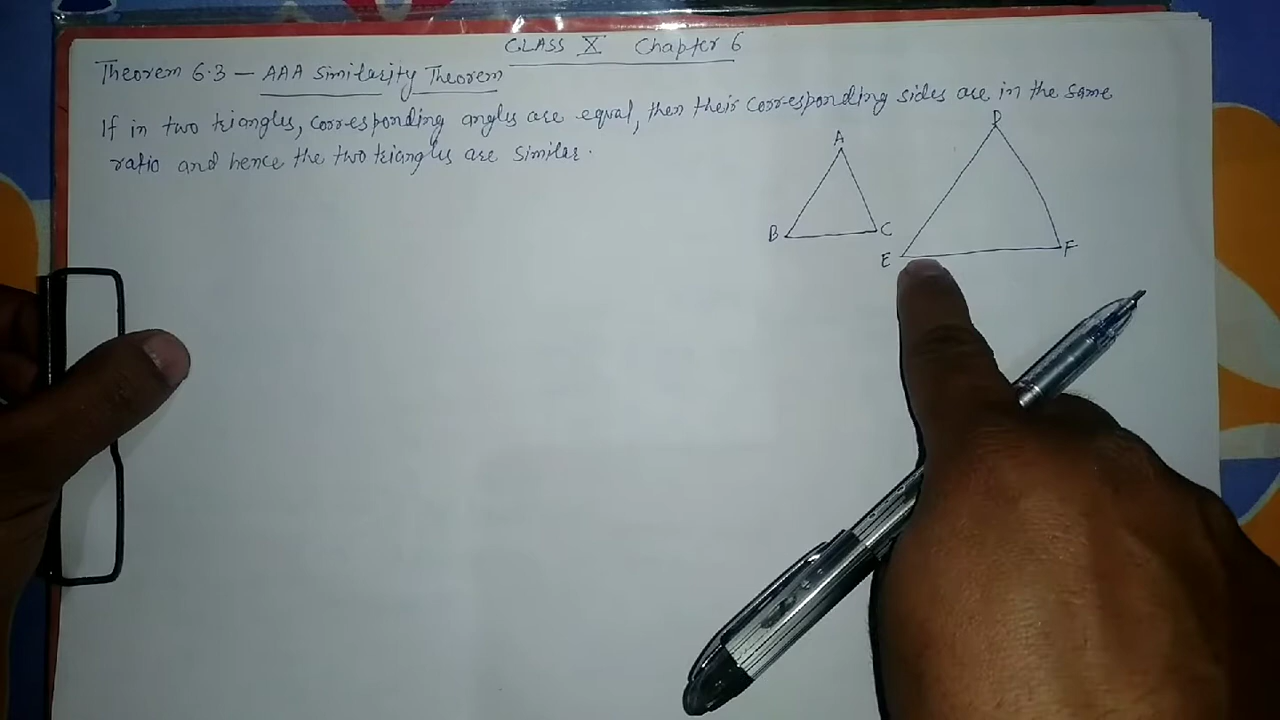 CLASS X Chapter 6
Theorem 6.3 — AAA Similarity Theorem
If in two triangles, corresponding angles are equal, then their corresponding sides are in the same
ratio and hence the two triangles are similar.
A
B
C
D
E
F